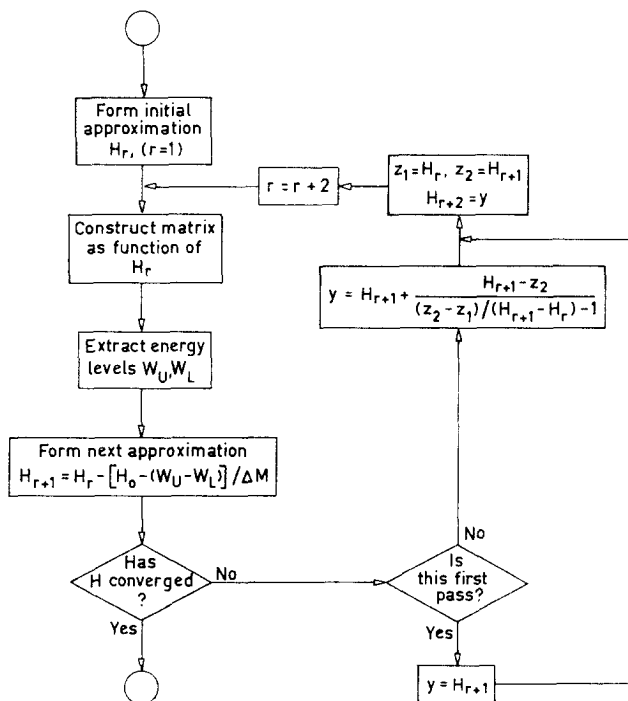 Form initial
approximation
H_r, (r=1)
z_1=H_r, z_2=H_{r+1}
H_{r+2}=y
r=r+2
Construct matrix
as function of
H_r
y = H_{r+1} + \frac{H_{r+1}-z_2}{(z_2-z_1)/(H_{r+1}-H_r)-1}
Extract energy
levels W_U,W_L
Form next approximation
H_{r+1}=H_r-[H_0-(W_U-W_L)]/ΔM
Has
H converged
?
No
Yes
No
Is
this first
pass?
Yes
y=H_{r+1}